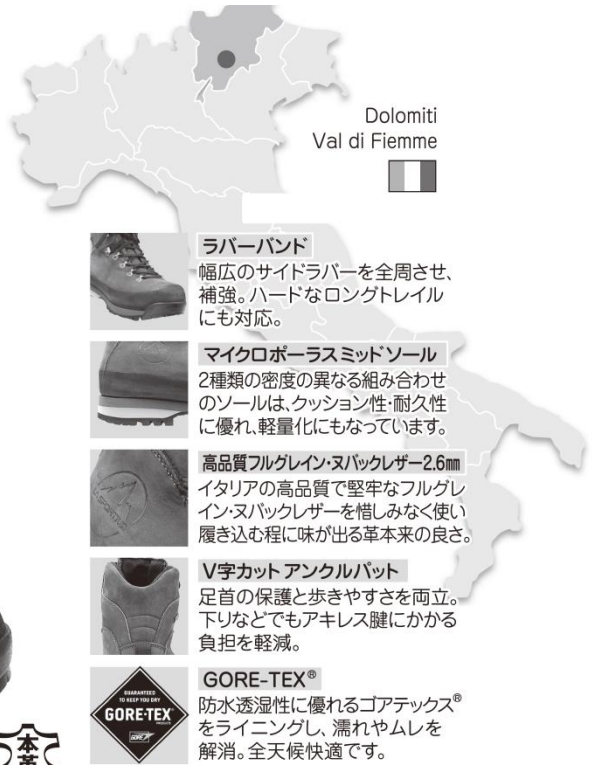 Dolomiti
Val di Fiemme
ラバーバンド
幅広のサイドラバーを全周させ、
補強。ハードなロングトレイル
にも対応。
マイクロポーラスミッドソール
2種類の密度の異なる組み合わせ
のソールは、クッション性・耐久性
に優れ、軽量化にもなっています。
高品質フルグレイン・ヌバックレザー2.6㎜
イタリアの高品質で堅牢なフルグレ
イン・ヌバックレザーを惜しみなく使い
履き込む程に味が出る革本来の良さ。
V字カット アンクルパット
足首の保護と歩きやすさを両立。
下りなどでもアキレス腱にかかる
負担を軽減。
GUARANTEED
TO KEEP YOU DRY
GORE-TEX
PRODUCTS
GORE
GORE-TEX®
防水透湿性に優れるゴアテックス®
をライニングし、濡れやムレを
解消。全天候快適です。
本革